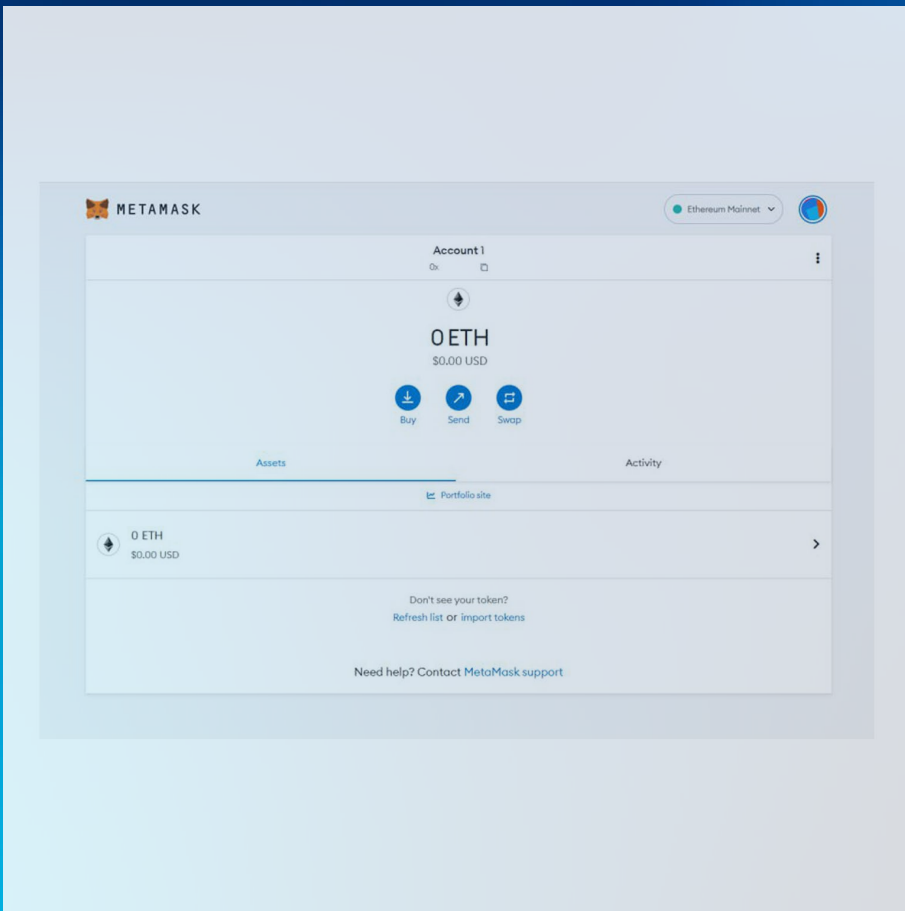 METAMASK
Ethereum Mainnet
Account 1
0x
0 ETH
$0.00 USD
Buy Send Swap
Assets Activity
Portfolio site
0 ETH
$0.00 USD
Don't see your token?
Refresh list or import tokens
Need help? Contact MetaMask support